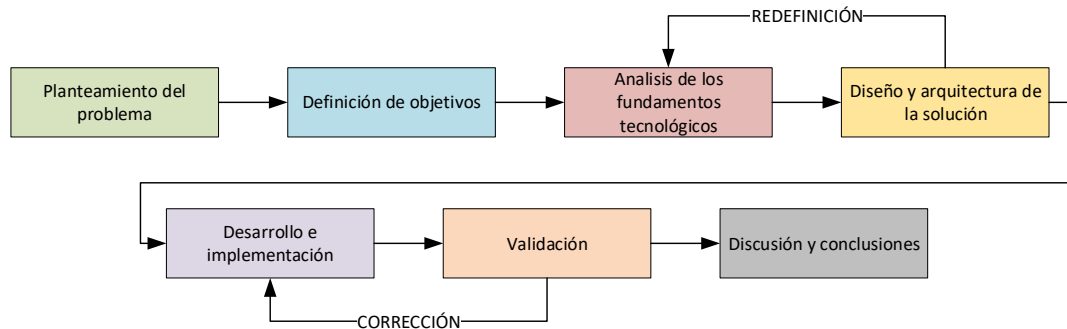 REDEFINICIÓN
Planteamiento del
problema
Definición de objetivos
Analisis de los
fundamentos
tecnológicos
Diseño y arquitectura de
la solución
Desarrollo e
implementación
Validación
Discusión y conclusiones
CORRECCIÓN